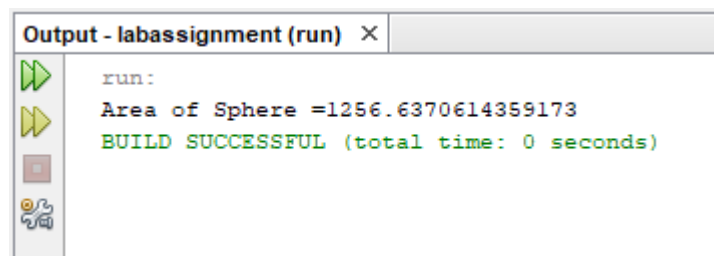 Output - labassignment (run) ×
run:
Area of Sphere =1256.6370614359173
BUILD SUCCESSFUL (total time: 0 seconds)